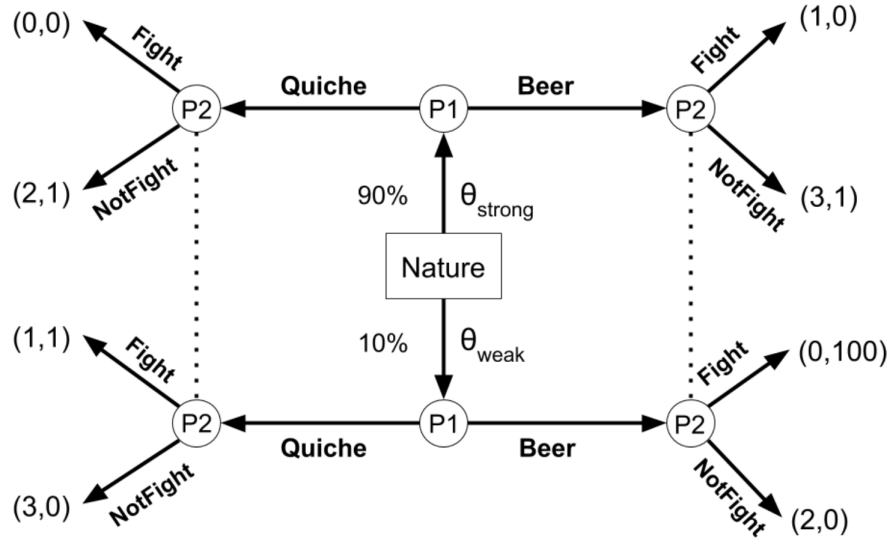 (0,0)
Fight
Quiche
Beer
Fight
(1,0)
P2
P1
P2
(2,1)
NotFight
90%
θstrong
NotFight
(3,1)
Nature
(1,1)
Fight
10%
θweak
Fight
(0,100)
P2
P1
P2
Quiche
Beer
(3,0)
NotFight
NotFight
(2,0)